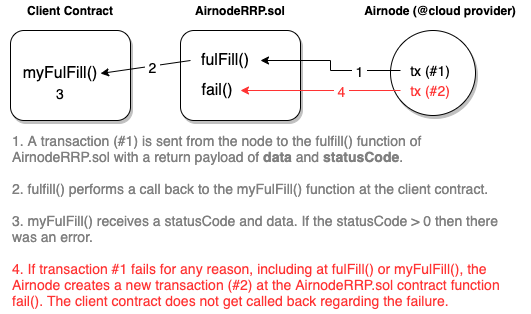 Client Contract AirnodeRRP.sol Airnode (@cloud provider)
fulFill()
myFulFill() 2 1 tx (#1)
3 fail() 4 tx (#2)
1. A transaction (#1) is sent from the node to the fulfill() function of
AirnodeRRP.sol with a return payload of data and statusCode.
2. fulfill() performs a call back to the myFulFill() function at the client contract.
3. myFulFill() receives a statusCode and data. If the statusCode > 0 then there
was an error.
4. If transaction #1 fails for any reason, including at fulFill() or myFulFill(), the
Airnode creates a new transaction (#2) at the AirnodeRRP.sol contract function
fail(). The client contract does not get called back regarding the failure.